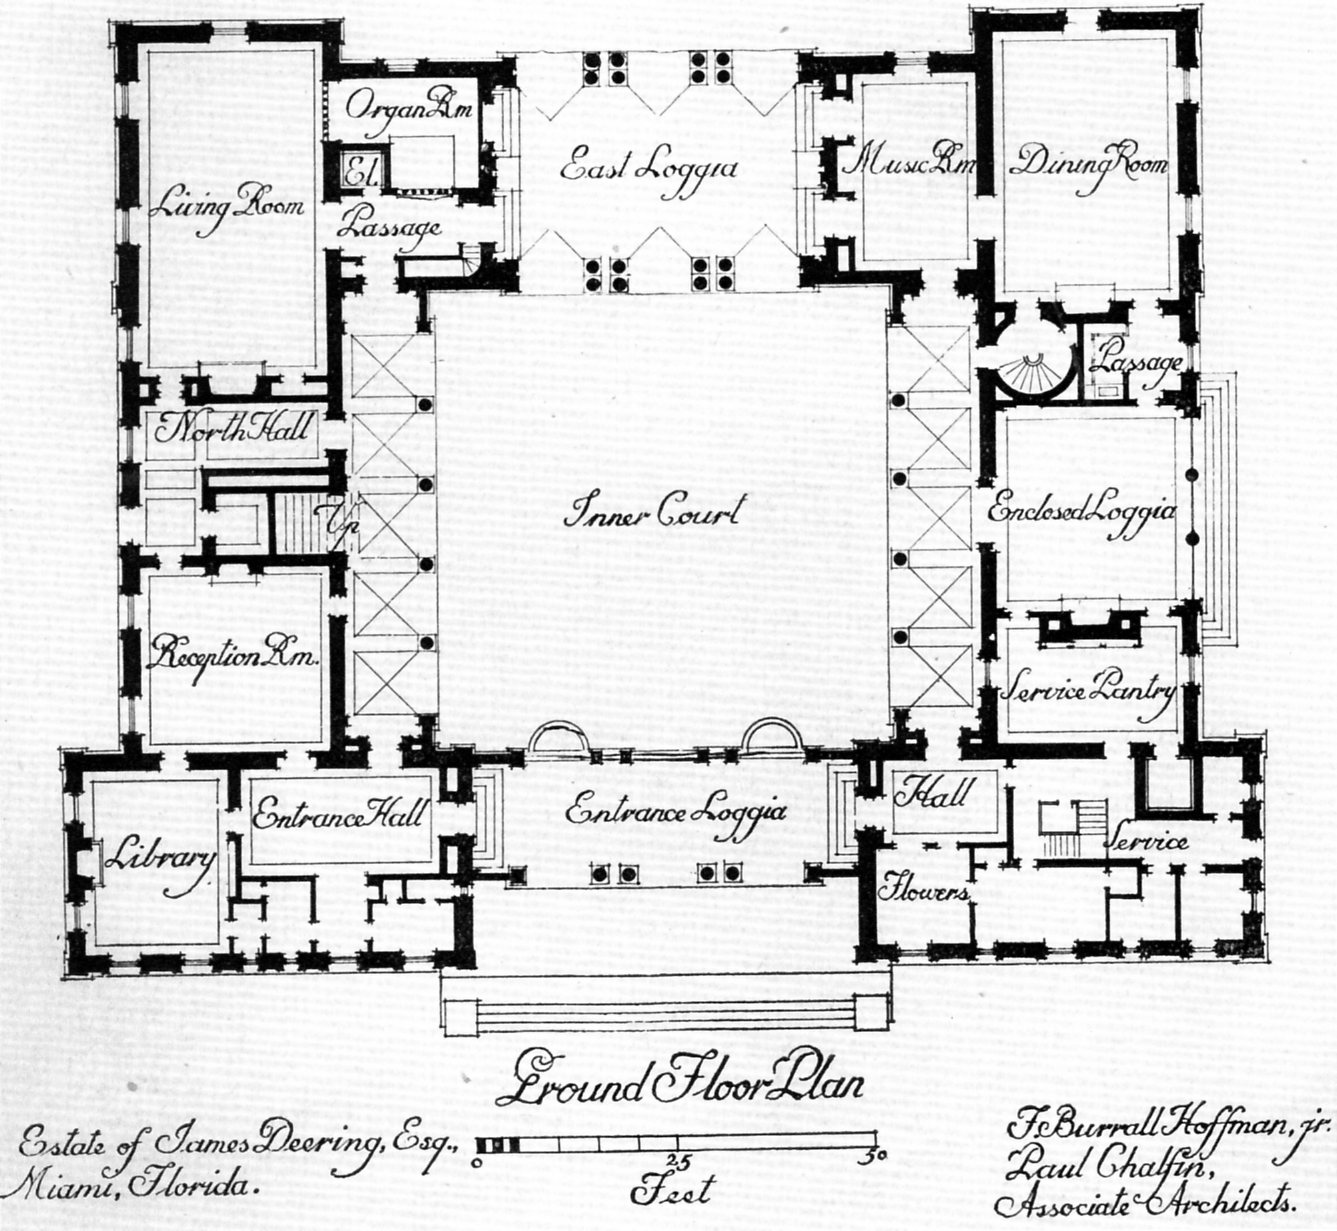 Organ Rm
East Loggia
Music Rm
Dining Room
El.
Living Room
Passage
Passage
North Hall
Inner Court
Enclosed Loggia
Up
Reception Rm.
Service Pantry
Entrance Hall
Entrance Loggia
Hall
Library
Service
Flowers
Ground Floor Plan
Estate of James Deering, Esq.,
Miami, Florida.
0 25 50
Feet
F. Burrall Hoffman, jr.
Paul Chalfin,
Associate Architects.